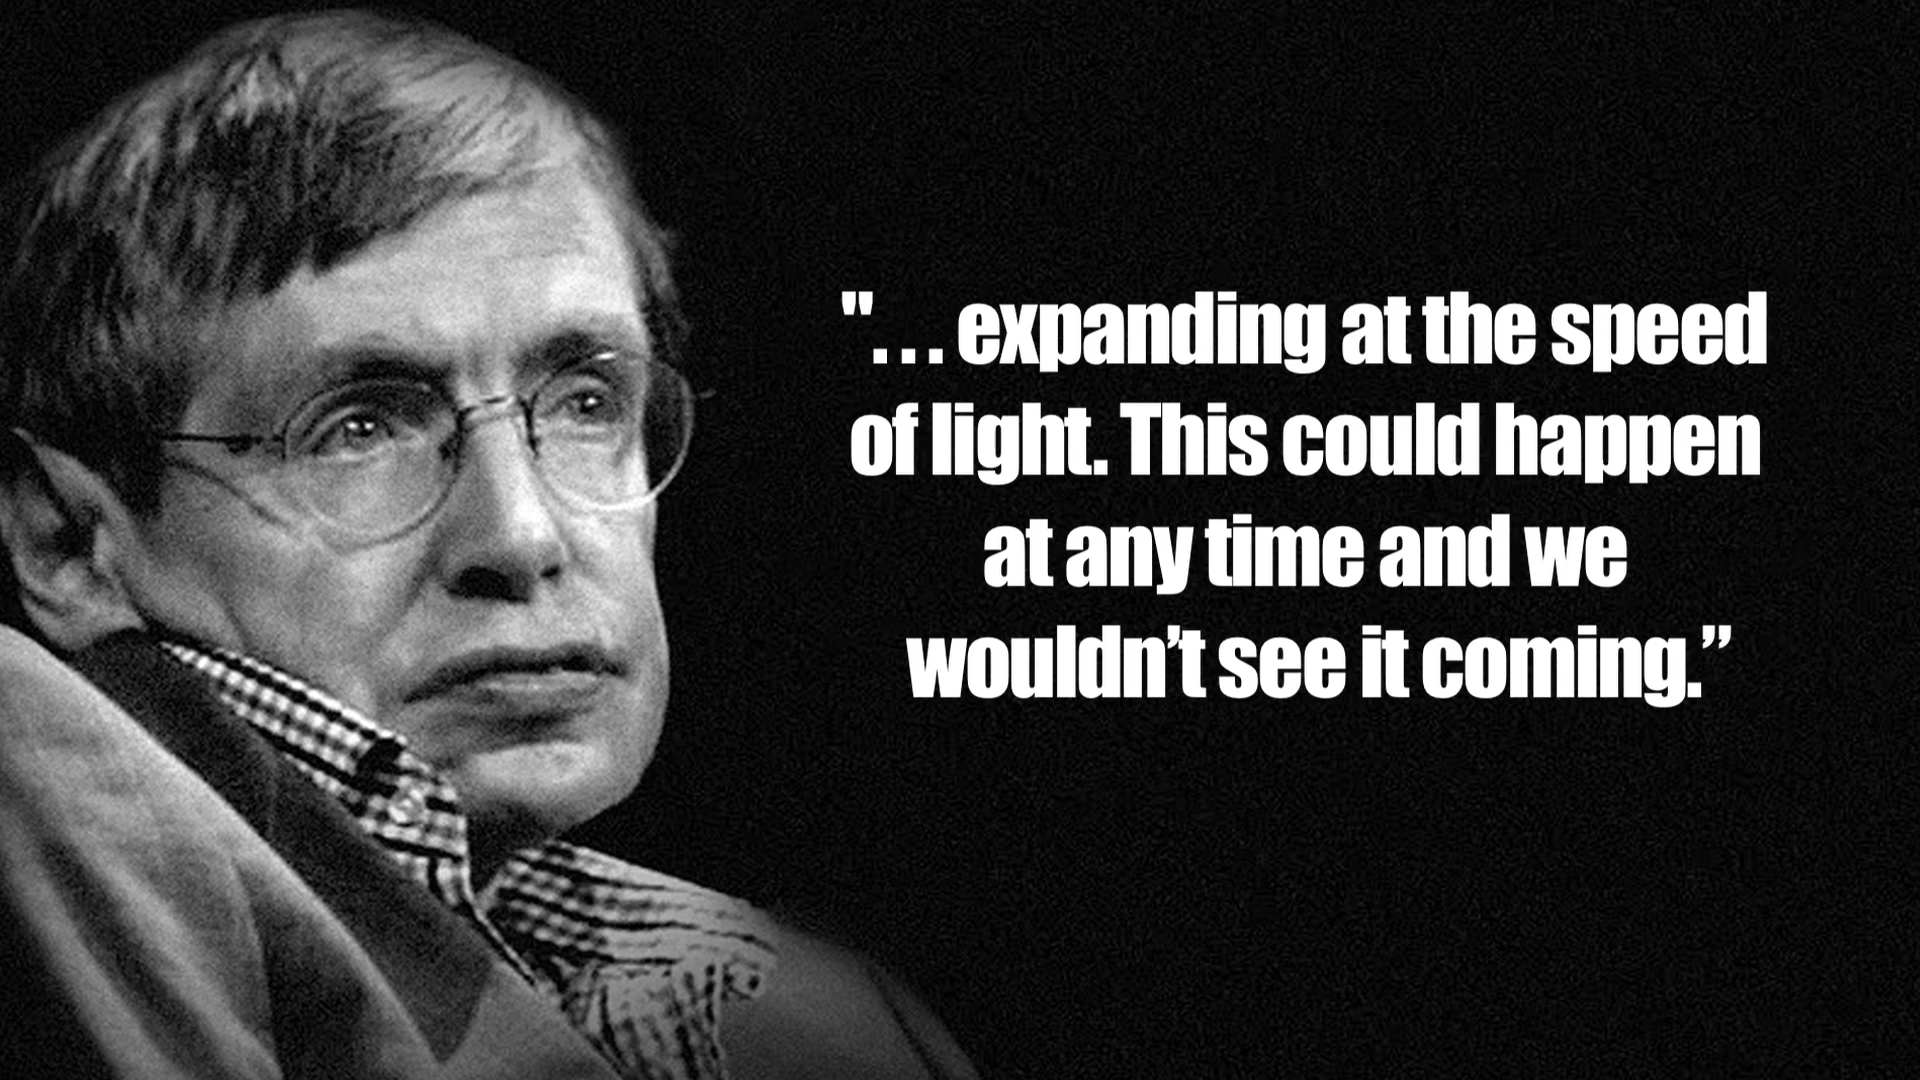 ". . . expanding at the speed
of light. This could happen
at any time and we
wouldn’t see it coming.”